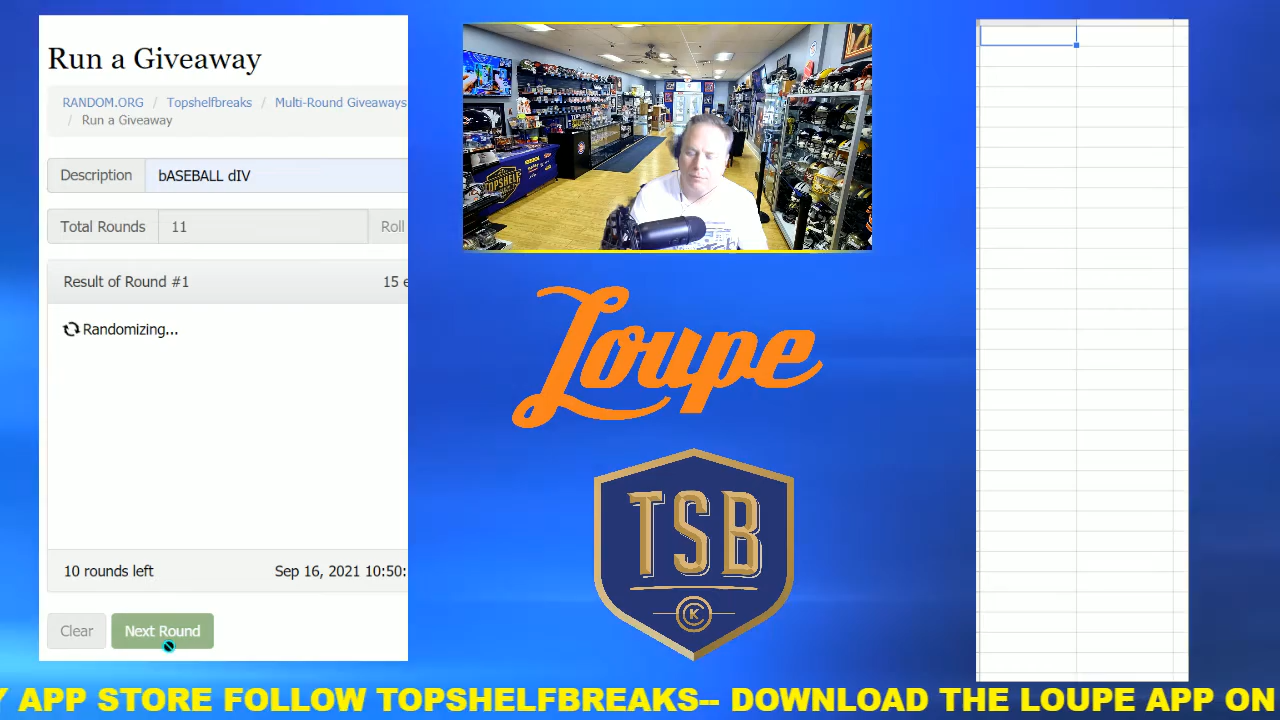 Run a Giveaway
RANDOM.ORG / Topshelfbreaks / Multi-Round Giveaways
/ Run a Giveaway
Description bASEBALL dIV
Total Rounds 11 Roll
Result of Round #1 15 e
Randomizing...
10 rounds left Sep 16, 2021 10:50:
Clear Next Round
Loupe
TSB
K
TOPSHELF
Y APP STORE FOLLOW TOPSHELFBREAKS-- DOWNLOAD THE LOUPE APP ON